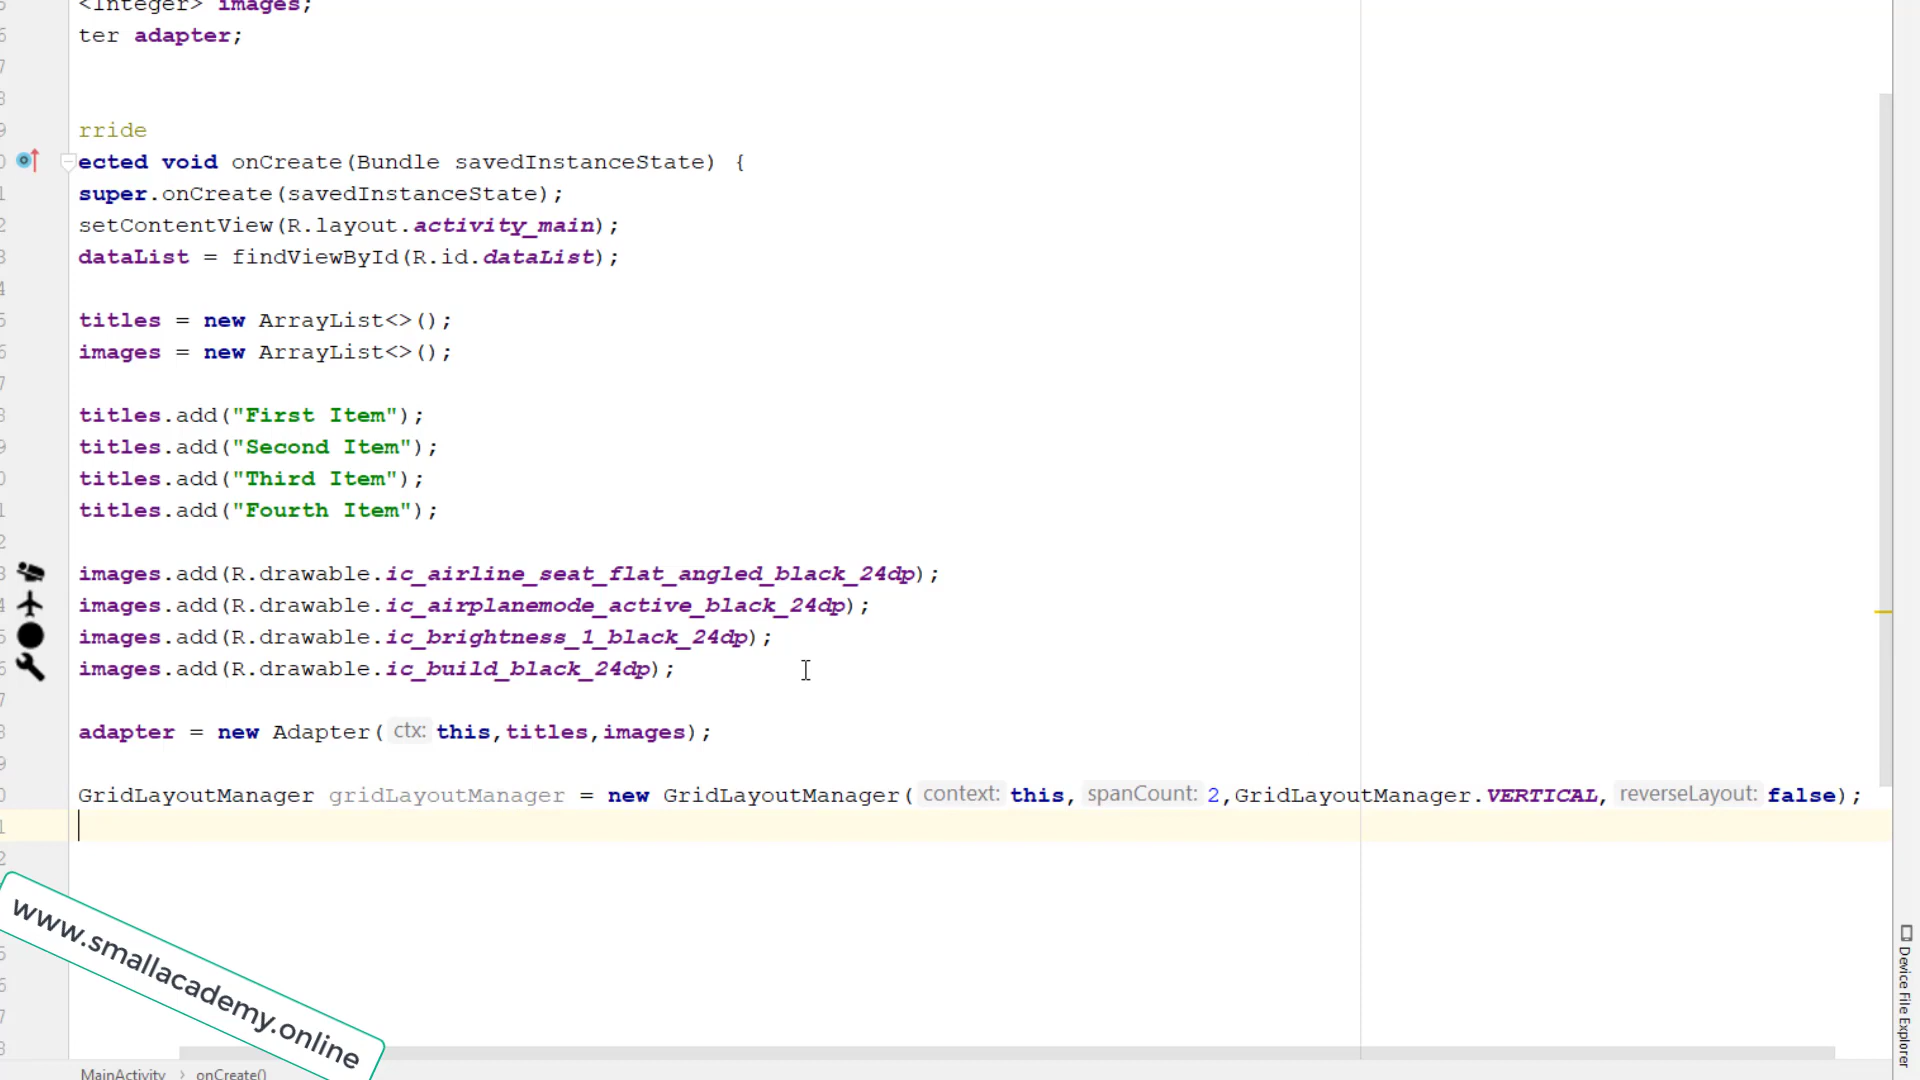 <Integer> images;
ter adapter;
rride
ected void onCreate(Bundle savedInstanceState) {
super.onCreate(savedInstanceState);
setContentView(R.layout.activity_main);
dataList = findViewById(R.id.dataList);
titles = new ArrayList<>();
images = new ArrayList<>();
titles.add("First Item");
titles.add("Second Item");
titles.add("Third Item");
titles.add("Fourth Item");
images.add(R.drawable.ic_airline_seat_flat_angled_black_24dp);
images.add(R.drawable.ic_airplanemode_active_black_24dp);
images.add(R.drawable.ic_brightness_1_black_24dp);
images.add(R.drawable.ic_build_black_24dp);
adapter = new Adapter( ctx: this,titles,images);
GridLayoutManager gridLayoutManager = new GridLayoutManager( context: this, spanCount: 2,GridLayoutManager.VERTICAL, reverseLayout: false);
www.smallacademy.online
Device File Explorer
MainActivity > onCreate()